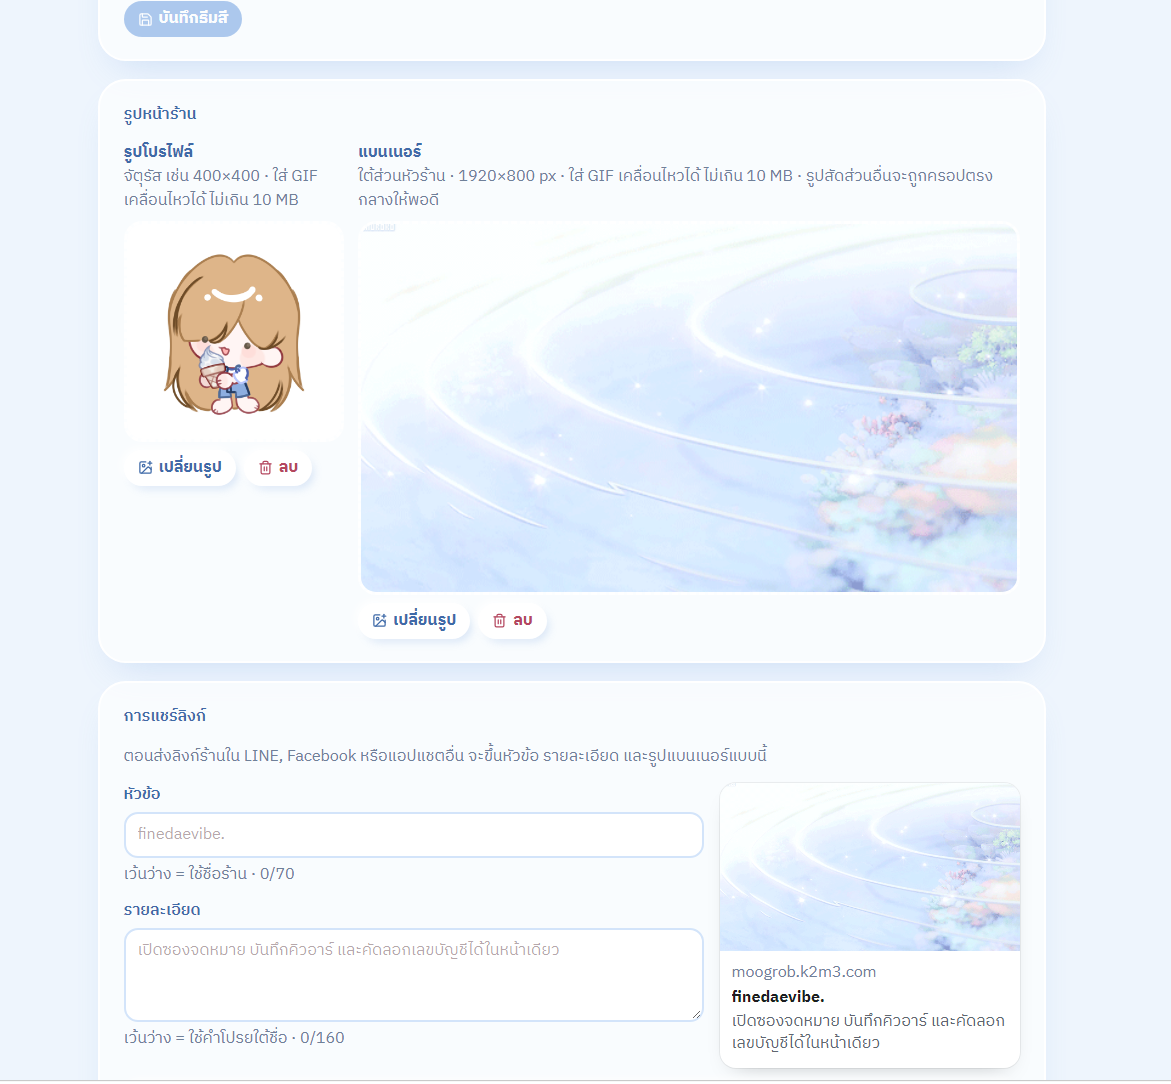 บันทึกธีมสี
รูปหน้าร้าน
รูปโปรไฟล์
จัตุรัส เช่น 400×400 · ใส่ GIF
เคลื่อนไหวได้ ไม่เกิน 10 MB
แบนเนอร์
ใต้ส่วนหัวร้าน · 1920×800 px · ใส่ GIF เคลื่อนไหวได้ ไม่เกิน 10 MB · รูปสัดส่วนอื่นจะถูกครอปตรง
กลางให้พอดี
เปลี่ยนรูป
ลบ
เปลี่ยนรูป
ลบ
การแชร์ลิงก์
ตอนส่งลิงก์ร้านใน LINE, Facebook หรือแอปแชตอื่น จะขึ้นหัวข้อ รายละเอียด และรูปแบนเนอร์แบบนี้
หัวข้อ
finedaevibe.
เว้นว่าง = ใช้ชื่อร้าน · 0/70
รายละเอียด
เปิดซองจดหมาย บันทึกคิวอาร์ และคัดลอกเลขบัญชีได้ในหน้าเดียว
เว้นว่าง = ใช้คำโปรยใต้ชื่อ · 0/160
moogrob.k2m3.com
finedaevibe.
เปิดซองจดหมาย บันทึกคิวอาร์ และคัดลอก
เลขบัญชีได้ในหน้าเดียว